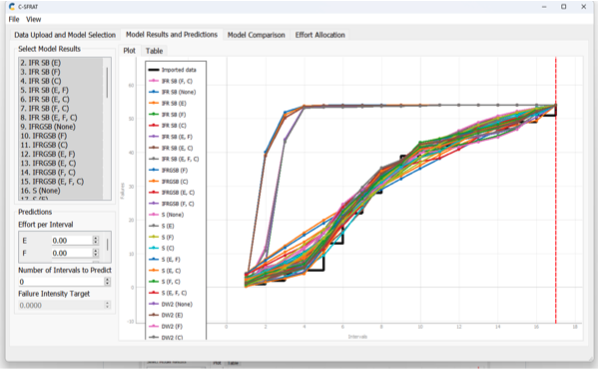 C-SFRAT
File View
Data Upload and Model Selection Model Results and Predictions Model Comparison Effort Allocation
Select Model Results
2. IFR SB (E)
3. IFR SB (F)
4. IFR SB (C)
5. IFR SB (E, F)
6. IFR SB (E, C)
7. IFR SB (F, C)
8. IFR SB (E, F, C)
9. IFRGSB (None)
10. IFRGSB (F)
11. IFRGSB (C)
12. IFRGSB (E, F)
13. IFRGSB (E, C)
14. IFRGSB (F, C)
15. IFRGSB (E, F, C)
16. S (None)
Predictions
Effort per Interval
E 0.00
F 0.00
Number of Intervals to Predict
0
Failure Intensity Target
0.0000
Plot Table
Imported data
IFR SB (F, C)
IFR SB (None)
IFR SB (E)
IFR SB (F)
IFR SB (C)
IFR SB (E, F)
IFR SB (E, C)
IFR SB (E, F, C)
IFRGSB (F)
IFRGSB (C)
IFRGSB (E, C)
IFRGSB (F, C)
S (None)
S (E)
S (F)
S (C)
S (E, F)
S (E, C)
S (F, C)
S (E, F, C)
DW2 (None)
DW2 (E)
DW2 (F)
DW2 (C)
Failures
60
50
40
30
20
10
0
-10
0 2 4 6 8 10 12 14 16 18
Intervals